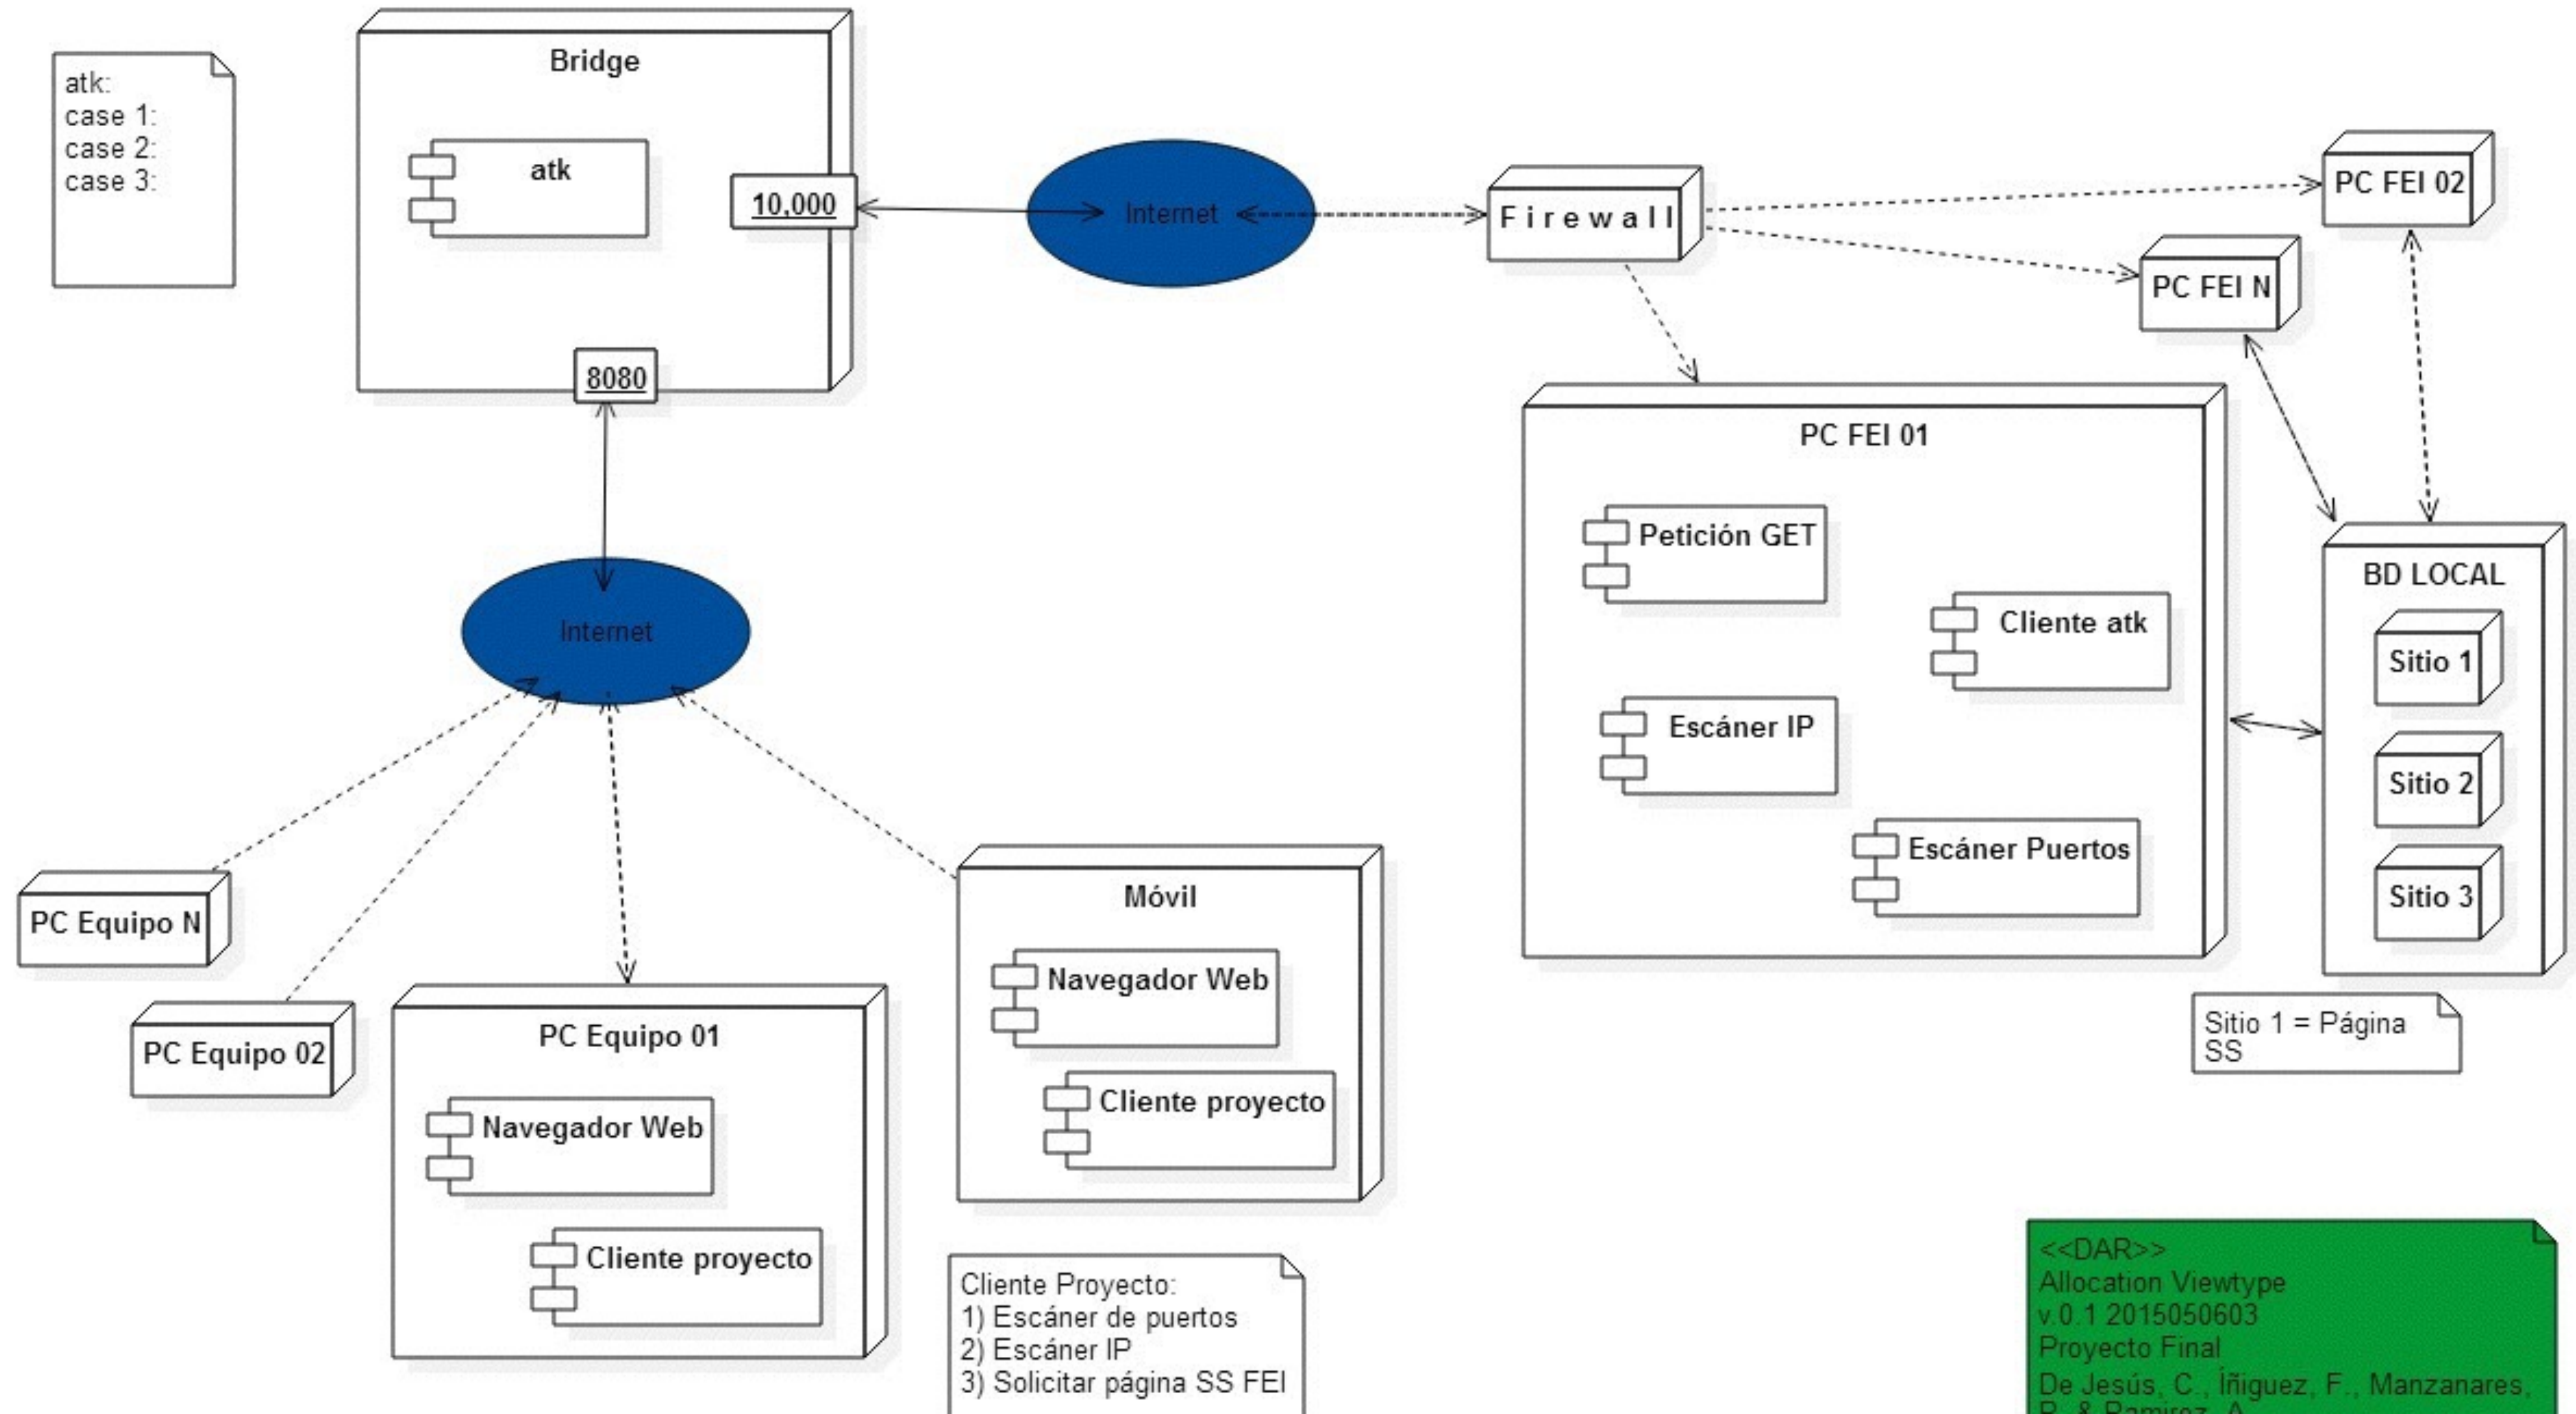 atk:
case 1:
case 2:
case 3:
Bridge
atk
10,000
8080
Internet
Firewall
PC FEI 02
PC FEI N
PC FEI 01
Petición GET
Cliente atk
Escáner IP
Escáner Puertos
BD LOCAL
Sitio 1
Sitio 2
Sitio 3
Sitio 1 = Página
SS
Internet
PC Equipo N
PC Equipo 02
PC Equipo 01
Navegador Web
Cliente proyecto
Móvil
Navegador Web
Cliente proyecto
Cliente Proyecto:
1) Escáner de puertos
2) Escáner IP
3) Solicitar página SS FEI
<<DAR>>
Allocation Viewtype
v.0.1 2015050603
Proyecto Final
De Jesús, C., Íñiguez, F., Manzanares,
& Ramirez, A.